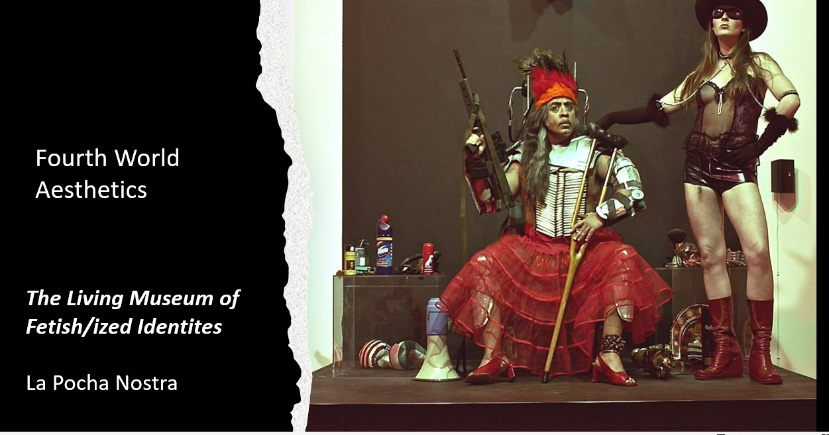 Fourth World
Aesthetics
The Living Museum of
Fetish/ized Identites
La Pocha Nostra